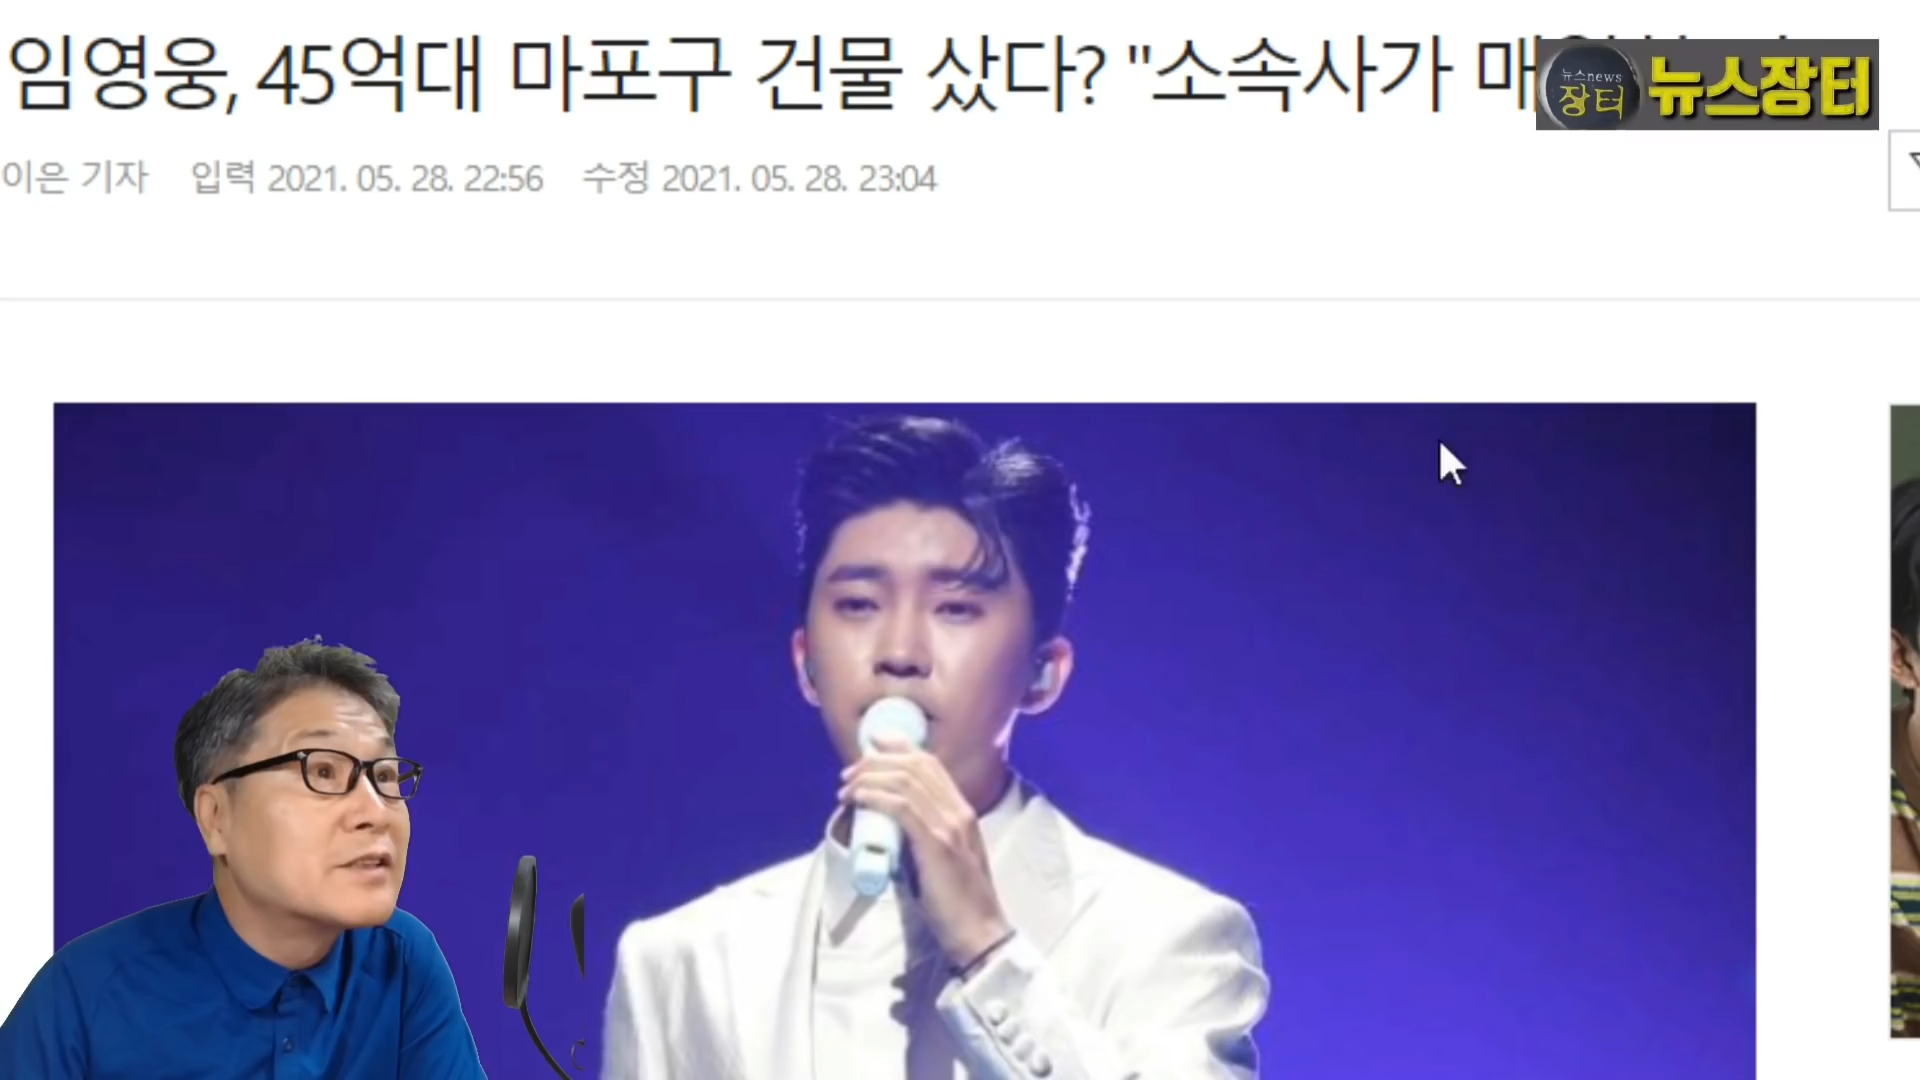 임영웅, 45억대 마포구 건물 샀다? "소속사가
뉴스news
장터
뉴스장터
이은 기자 입력 2021. 05. 28. 22:56 수정 2021. 05. 28. 23:04